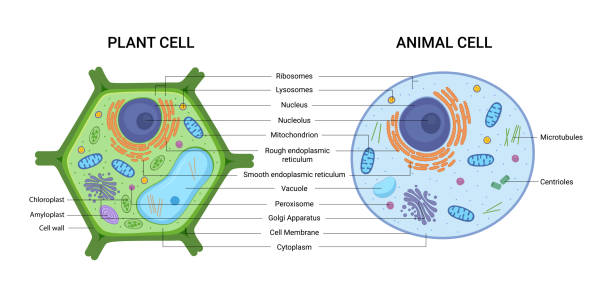 PLANT CELL
ANIMAL CELL
Ribosomes
Lysosomes
Nucleus
Nucleolus
Mitochondrion
Rough endoplasmic
reticulum
Smooth endoplasmic reticulum
Vacuole
Peroxisome
Golgi Apparatus
Cell Membrane
Cytoplasm
Chloroplast
Amyloplast
Cell wall
Microtubules
Centrioles